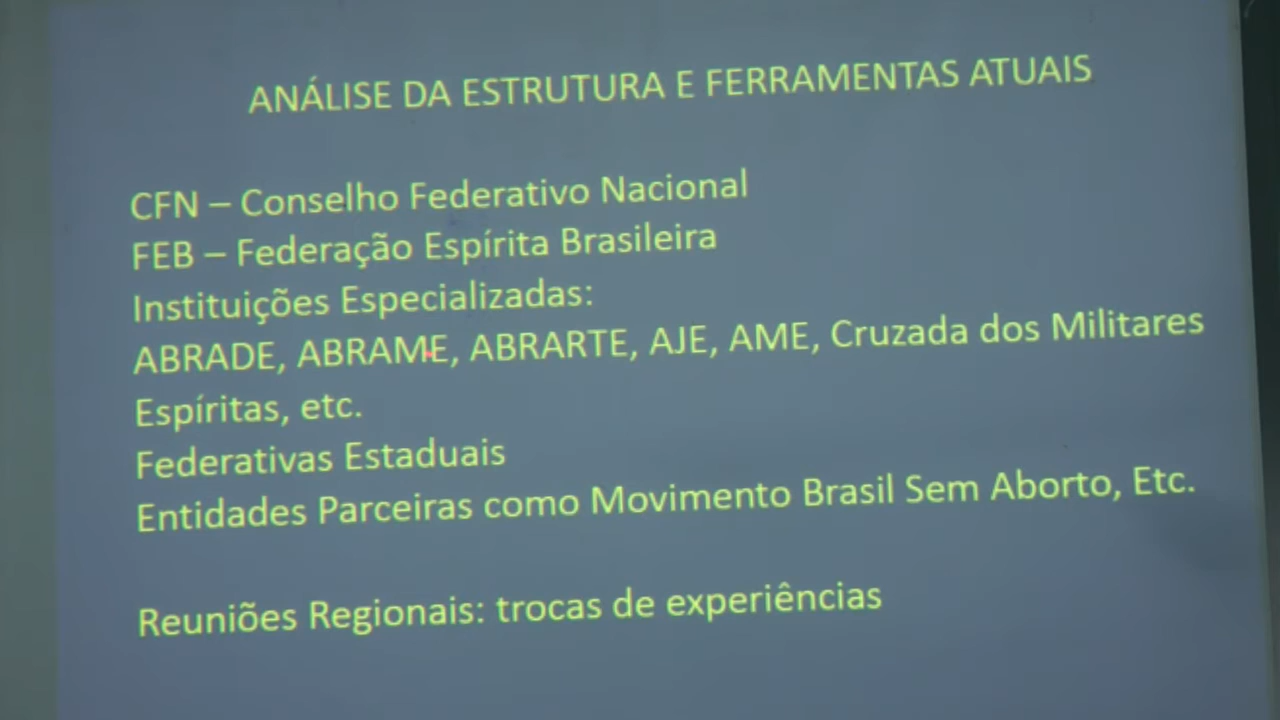 ANÁLISE DA ESTRUTURA E FERRAMENTAS ATUAIS
CFN – Conselho Federativo Nacional
FEB – Federação Espírita Brasileira
Instituições Especializadas:
ABRADE, ABRAME, ABRARTE, AJE, AME, Cruzada dos Militares
Espíritas, etc.
Federativas Estaduais
Entidades Parceiras como Movimento Brasil Sem Aborto, Etc.
Reuniões Regionais: trocas de experiências